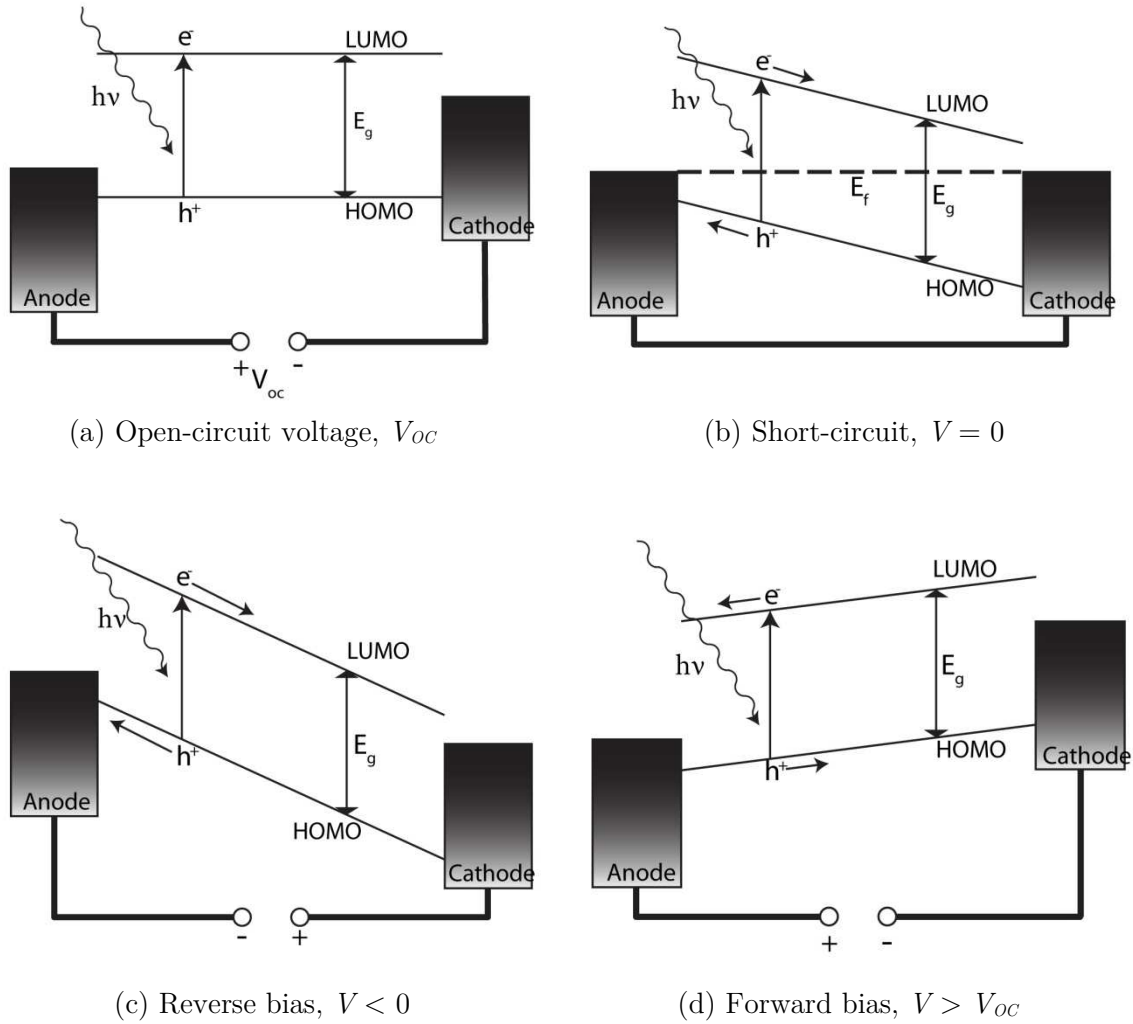 e⁻
LUMO
hν
E_g
h⁺
HOMO
Anode
Cathode
+
-
V_oc
(a) Open-circuit voltage, V_OC
e⁻
LUMO
hν
E_f
E_g
h⁺
HOMO
Anode
Cathode
(b) Short-circuit, V = 0
e⁻
hν
LUMO
h⁺
E_g
Anode
HOMO
Cathode
-
+
(c) Reverse bias, V < 0
LUMO
e⁻
hν
E_g
HOMO
h⁺
Anode
Cathode
+
-
(d) Forward bias, V > V_OC